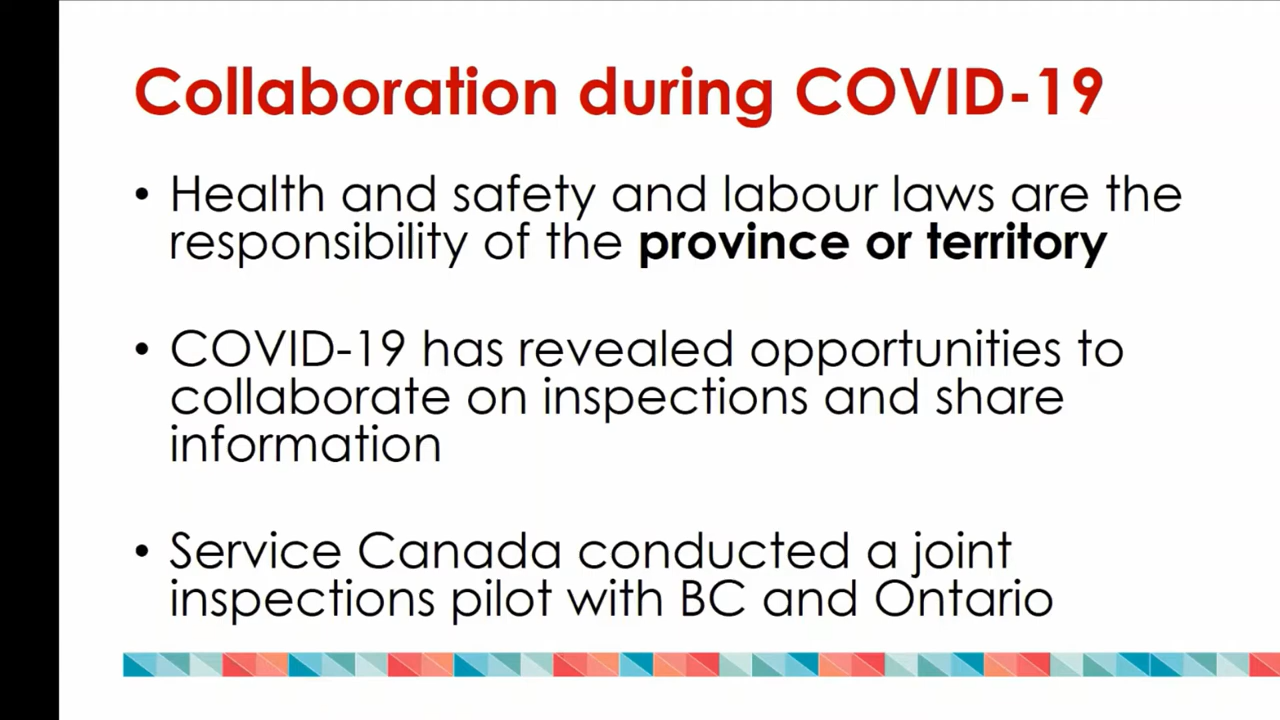 Collaboration during COVID-19
• Health and safety and labour laws are the
responsibility of the province or territory
• COVID-19 has revealed opportunities to
collaborate on inspections and share
information
• Service Canada conducted a joint
inspections pilot with BC and Ontario